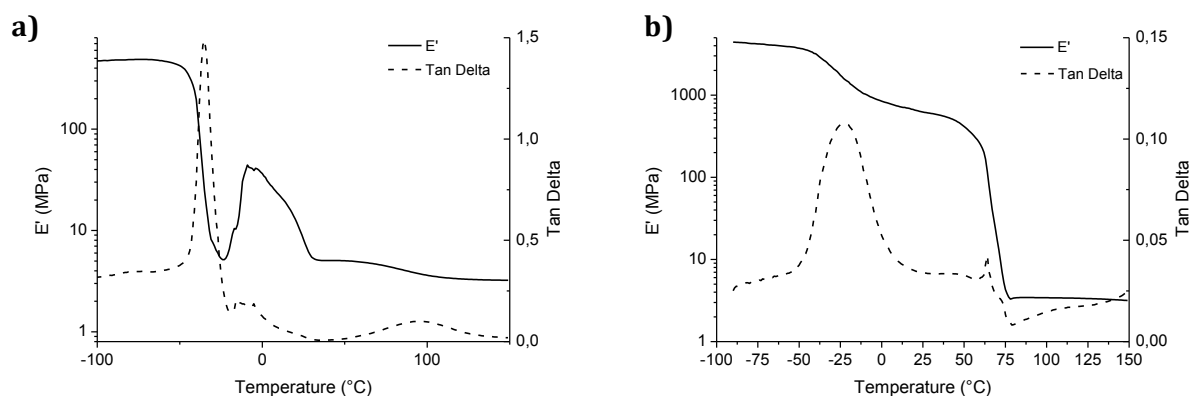 a)
E'
Tan Delta
E' (MPa)
100
10
1
1,5
1,0
0,5
0,0
Tan Delta
-100
0
100
Temperature (°C)
b)
E'
Tan Delta
E' (MPa)
1000
100
10
1
0,15
0,10
0,05
0,00
Tan Delta
-100 -75 -50 -25 0 25 50 75 100 125 150
Temperature (°C)